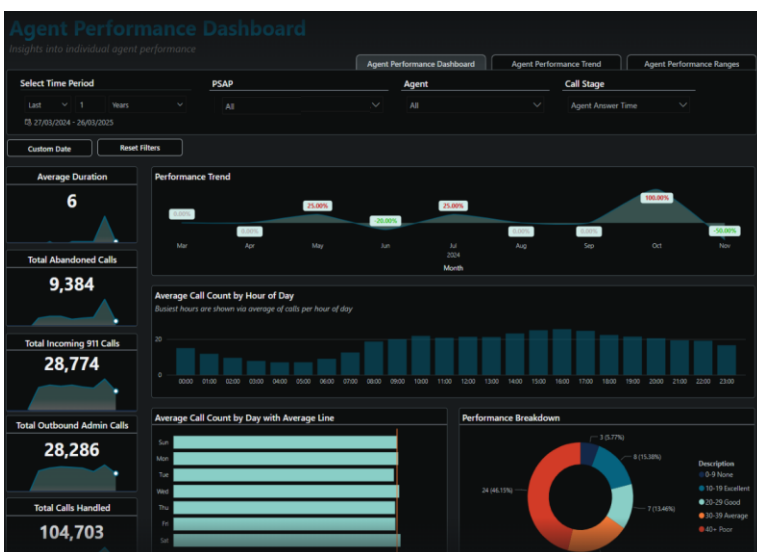 Agent Performance Dashboard
Insights into individual agent performance
Agent Performance Dashboard
Agent Performance Trend
Agent Performance Ranges
Select Time Period
PSAP
Agent
Call Stage
Last
1
Years
All
All
Agent Answer Time
27/03/2024 - 26/03/2025
Custom Date
Reset Filters
Average Duration
6
Total Abandoned Calls
9,384
Total Incoming 911 Calls
28,774
Total Outbound Admin Calls
28,286
Total Calls Handled
104,703
Performance Trend
0.00%
0.00%
25.00%
-20.00%
25.00%
0.00%
0.00%
100.00%
-50.00%
Mar Apr May Jun Jul Aug Sep Oct Nov
2024
Month
Average Call Count by Hour of Day
Busiest hours are shown via average of calls per hour of day
20
0
00:00 01:00 02:00 03:00 04:00 05:00 06:00 07:00 08:00 09:00 10:00 11:00 12:00 13:00 14:00 15:00 16:00 17:00 18:00 19:00 20:00 21:00 22:00 23:00
Average Call Count by Day with Average Line
Sun
Mon
Tue
Wed
Thu
Fri
Sat
Performance Breakdown
3 (5.77%)
8 (15.38%)
7 (13.46%)
24 (46.15%)
Description
0-9 None
10-19 Excellent
20-29 Good
30-39 Average
40+ Poor